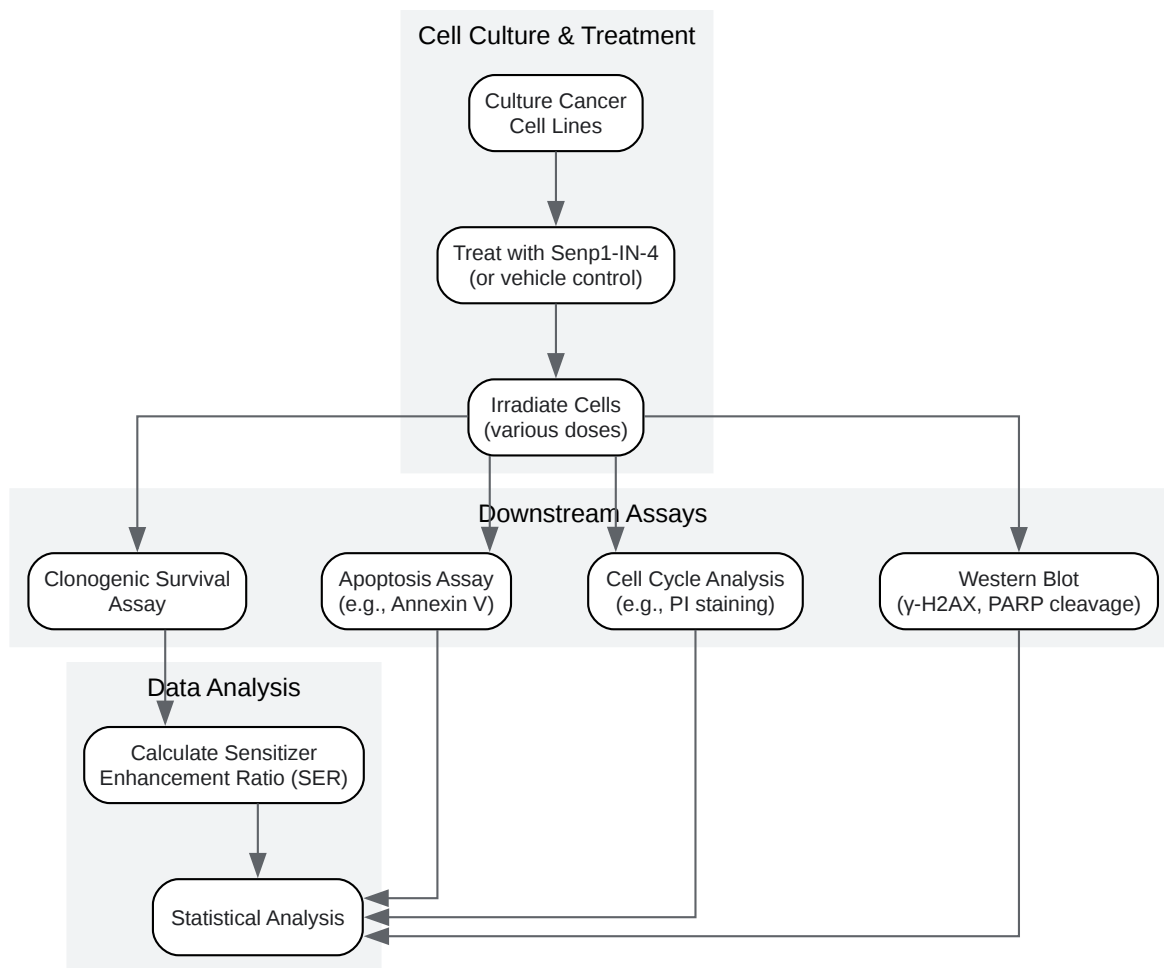 Cell Culture & Treatment
Culture Cancer
Cell Lines
Treat with Senp1-IN-4
(or vehicle control)
Irradiate Cells
(various doses)
Downstream Assays
Clonogenic Survival
Assay
Apoptosis Assay
(e.g., Annexin V)
Cell Cycle Analysis
(e.g., PI staining)
Western Blot
(γ-H2AX, PARP cleavage)
Data Analysis
Calculate Sensitizer
Enhancement Ratio (SER)
Statistical Analysis